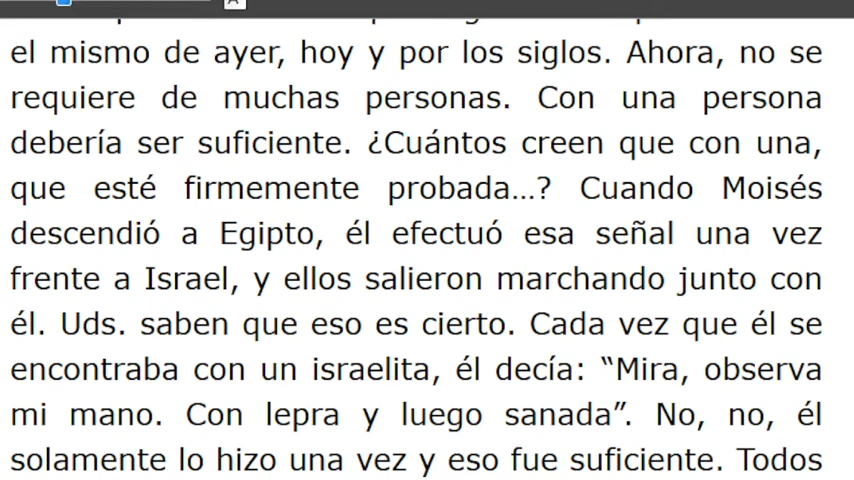 el mismo de ayer, hoy y por los siglos. Ahora, no se
requiere de muchas personas. Con una persona
debería ser suficiente. ¿Cuántos creen que con una,
que esté firmemente probada...? Cuando Moisés
descendió a Egipto, él efectuó esa señal una vez
frente a Israel, y ellos salieron marchando junto con
él. Uds. saben que eso es cierto. Cada vez que él se
encontraba con un israelita, él decía: “Mira, observa
mi mano. Con lepra y luego sanada”. No, no, él
solamente lo hizo una vez y eso fue suficiente. Todos